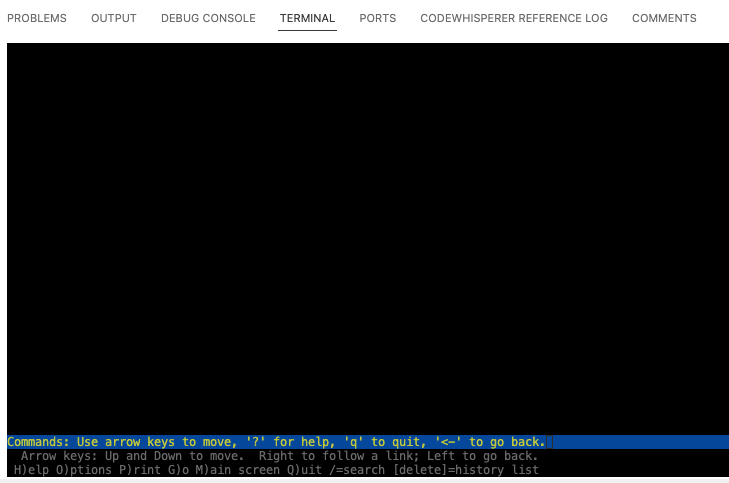 PROBLEMS OUTPUT DEBUG CONSOLE TERMINAL PORTS CODEWHISPERER REFERENCE LOG COMMENTS
Commands: Use arrow keys to move, '?' for help, 'q' to quit, '<-' to go back.
  Arrow keys: Up and Down to move.  Right to follow a link; Left to go back.
 H)elp O)ptions P)rint G)o M)ain screen Q)uit /=search [delete]=history list